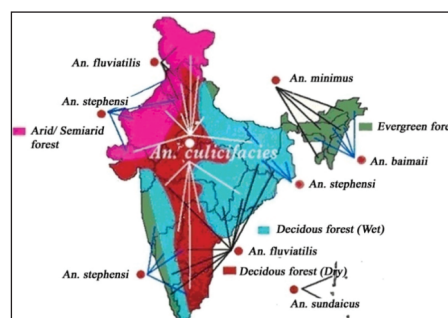 An. fluviatilis
An. minimus
An. stephensi
Arid/ Semiarid
forest
Evergreen fore
An. culicifacies
An. baimaii
An. stephensi
Decidous forest (Wet)
An. fluviatilis
Decidous forest (Dry)
An. stephensi
An. sundaicus